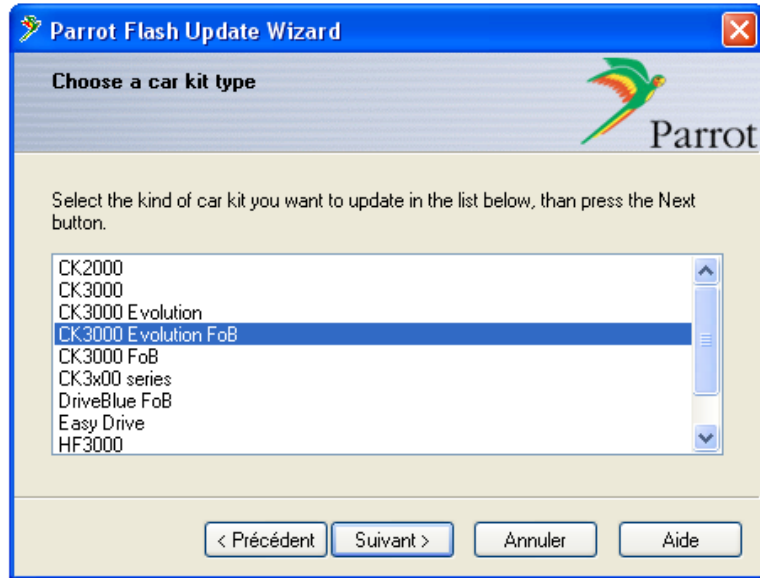 Parrot Flash Update Wizard
Choose a car kit type
Parrot
Select the kind of car kit you want to update in the list below, than press the Next
button.
CK2000
CK3000
CK3000 Evolution
CK3000 Evolution FoB
CK3000 FoB
CK3x00 series
DriveBlue FoB
Easy Drive
HF3000
< Précédent
Suivant >
Annuler
Aide